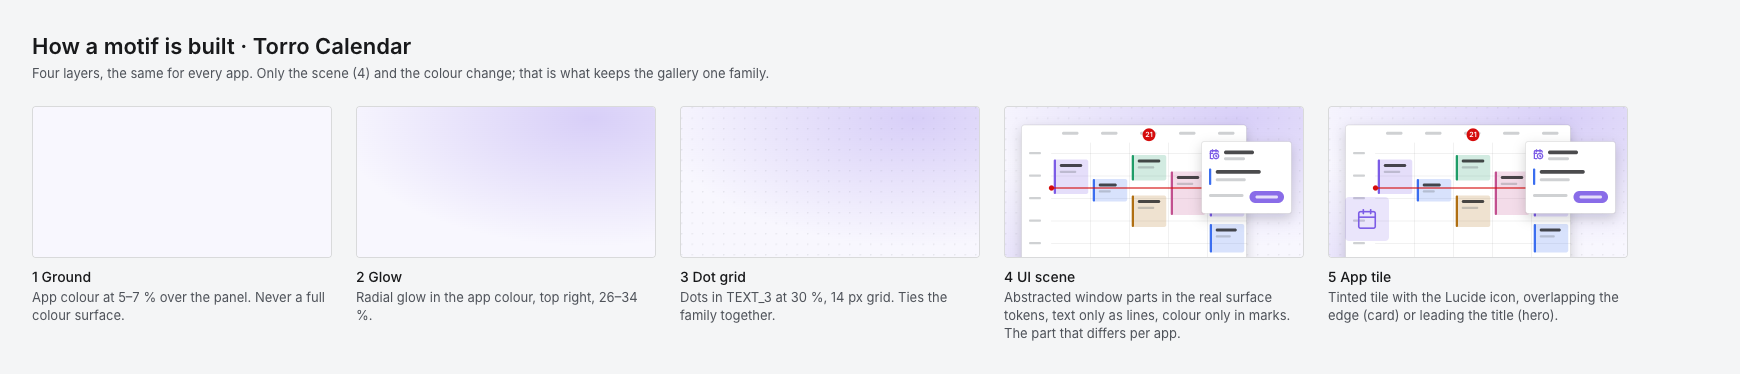 How a motif is built · Torro Calendar
Four layers, the same for every app. Only the scene (4) and the colour change; that is what keeps the gallery one family.
21
21
1 Ground
App colour at 5–7 % over the panel. Never a full
colour surface.
2 Glow
Radial glow in the app colour, top right, 26–34
%.
3 Dot grid
Dots in TEXT_3 at 30 %, 14 px grid. Ties the
family together.
4 UI scene
Abstracted window parts in the real surface
tokens, text only as lines, colour only in marks.
The part that differs per app.
5 App tile
Tinted tile with the Lucide icon, overlapping the
edge (card) or leading the title (hero).